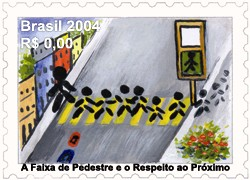 Brasil 2004
R$ 0,00
A Faixa de Pedestre e o Respeito ao Próximo